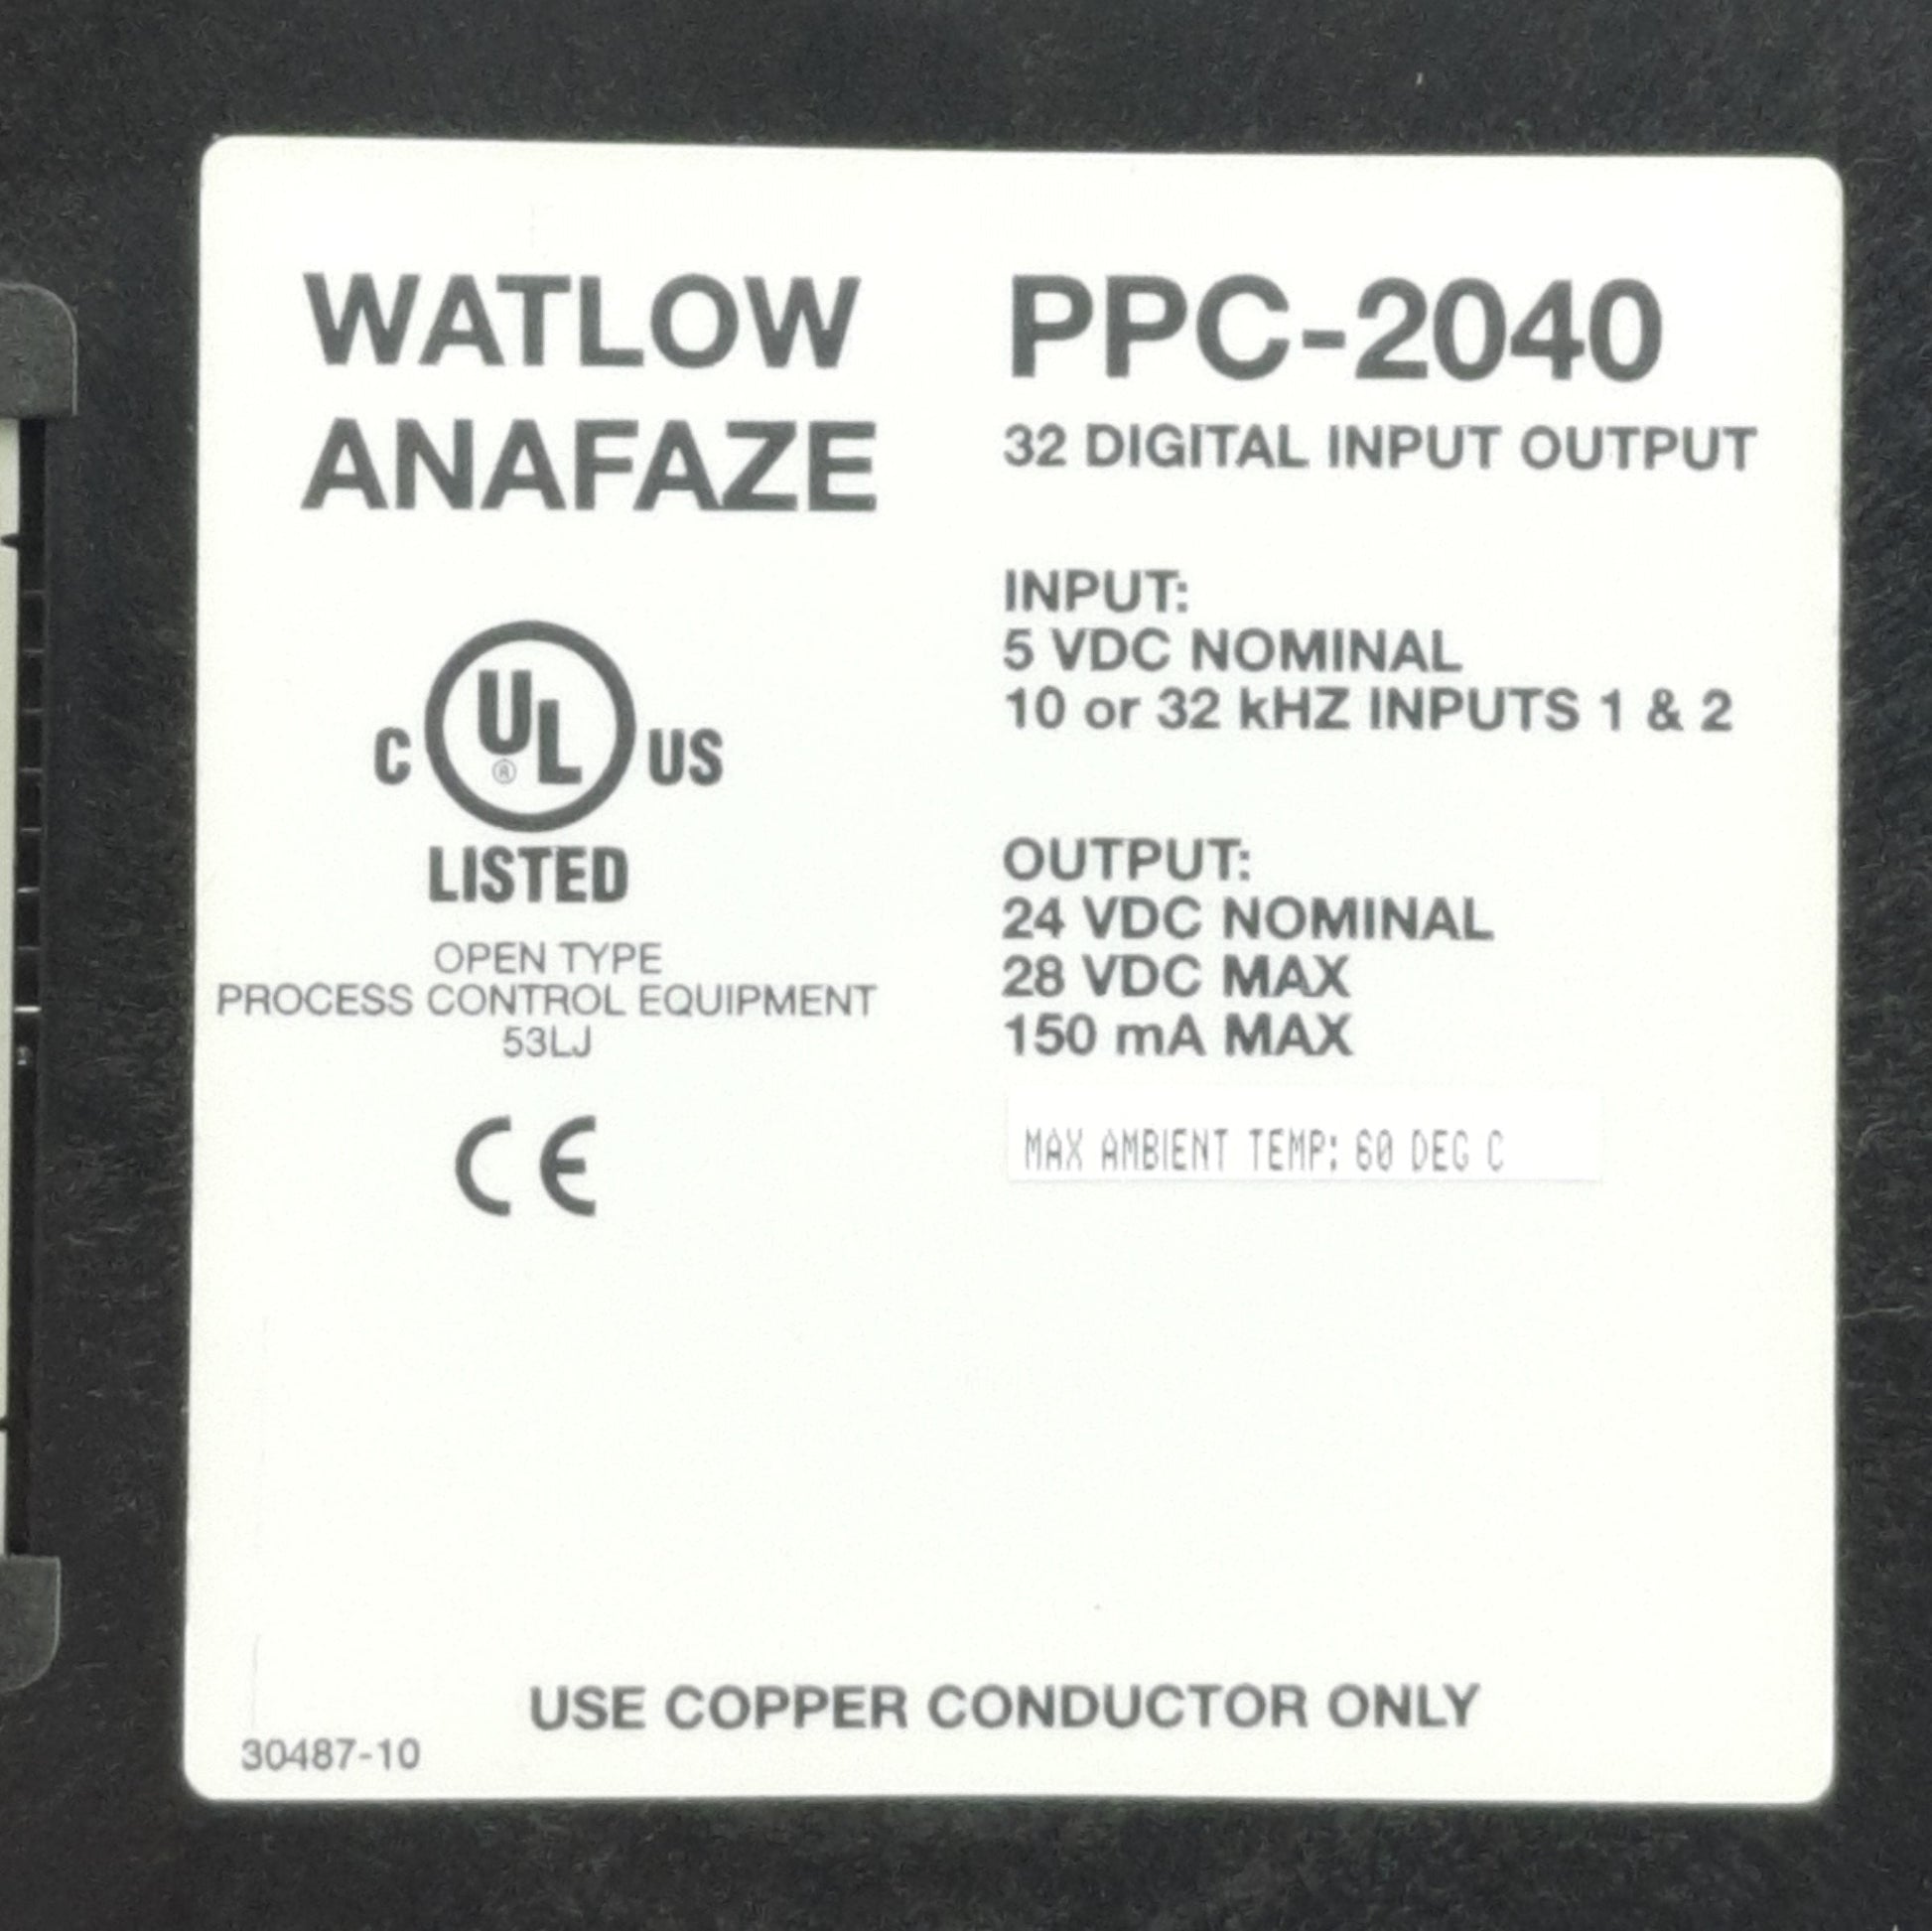 WATLOW
ANAFAZE
C UL® US
LISTED
OPEN TYPE
PROCESS CONTROL EQUIPMENT
53LJ
CE
PPC-2040
32 DIGITAL INPUT OUTPUT
INPUT:
5 VDC NOMINAL
10 or 32 kHZ INPUTS 1 & 2
OUTPUT:
24 VDC NOMINAL
28 VDC MAX
150 mA MAX
MAX AMBIENT TEMP: 60 DEG C
USE COPPER CONDUCTOR ONLY
30487-10